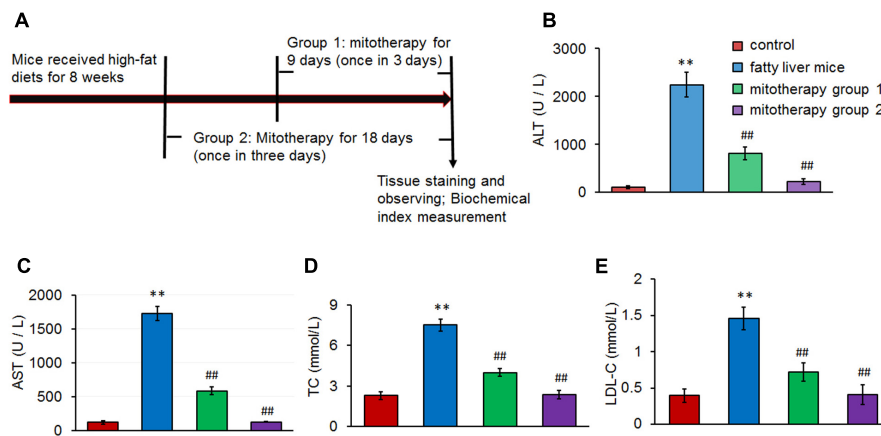 A
Mice received high-fat
diets for 8 weeks
Group 1: mitotherapy for
9 days (once in 3 days)
Group 2: Mitotherapy for 18 days
(once in three days)
Tissue staining and
observing; Biochemical
index measurement
B
ALT (U / L)
3000
2000
1000
0
**
##
##
control
fatty liver mice
mitotherapy group 1
mitotherapy group 2
C
AST (U / L)
2000
1500
1000
500
0
**
##
##
D
TC (mmol/L)
9
6
3
0
**
##
##
E
LDL-C (mmol/L)
2
1.5
1
0.5
0
**
##
##